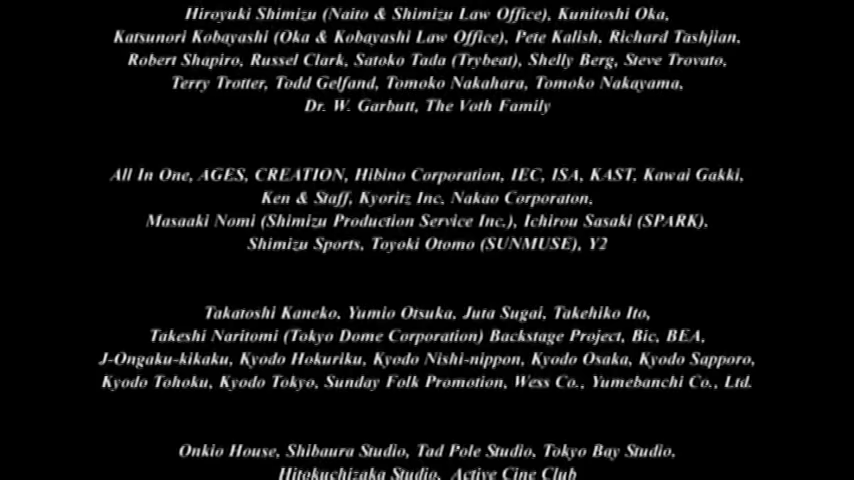 Hiroyuki Shimizu (Naito & Shimizu Law Office), Kunitoshi Oka,
Katsunori Kobayashi (Oka & Kobayashi Law Office), Pete Kalish, Richard Tashjian,
Robert Shapiro, Russel Clark, Satoko Tada (Trybeat), Shelly Berg, Steve Trovato,
Terry Trotter, Todd Gelfand, Tomoko Nakahara, Tomoko Nakayama,
Dr. W. Garbutt, The Voth Family
All In One, AGES, CREATION, Hibino Corporation, IEC, ISA, KAST, Kawai Gakki,
Ken & Staff, Kyoritz Inc, Nakao Corporaton,
Masaaki Nomi (Shimizu Production Service Inc.), Ichirou Sasaki (SPARK),
Shimizu Sports, Toyoki Otomo (SUNMUSE), Y2
Takatoshi Kaneko, Yumio Otsuka, Juta Sugai, Takehiko Ito,
Takeshi Naritomi (Tokyo Dome Corporation) Backstage Project, Bic, BEA,
J-Ongaku-kikaku, Kyodo Hokuriku, Kyodo Nishi-nippon, Kyodo Osaka, Kyodo Sapporo,
Kyodo Tohoku, Kyodo Tokyo, Sunday Folk Promotion, Wess Co., Yumebanchi Co., Ltd.
Onkio House, Shibaura Studio, Tad Pole Studio, Tokyo Bay Studio,
Hitokuchizaka Studio, Active Cine Club